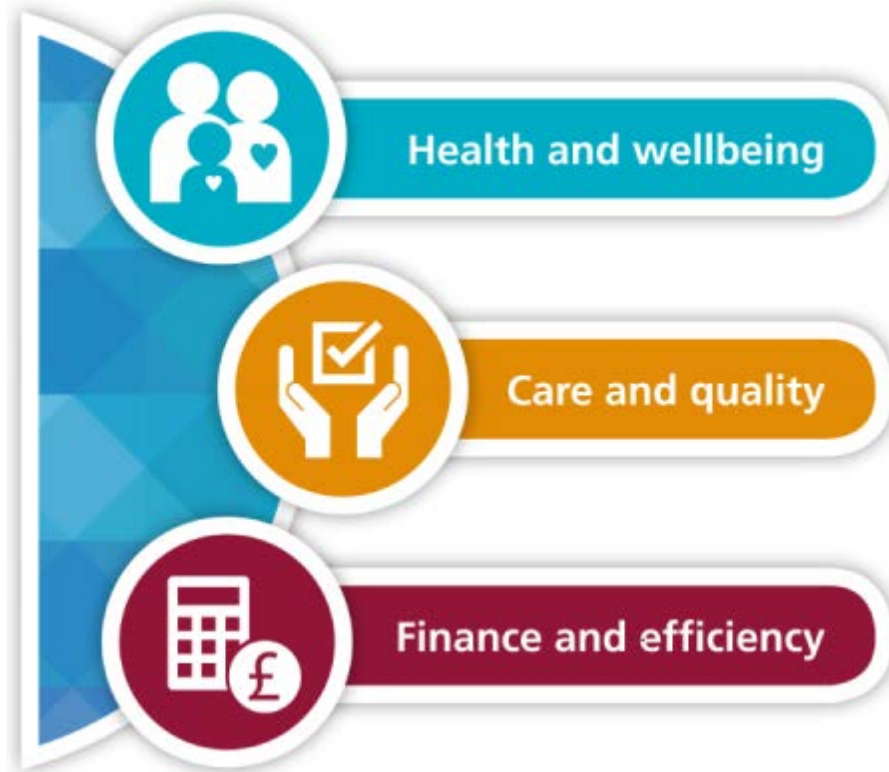 Health and wellbeing
Care and quality
£
Finance and efficiency